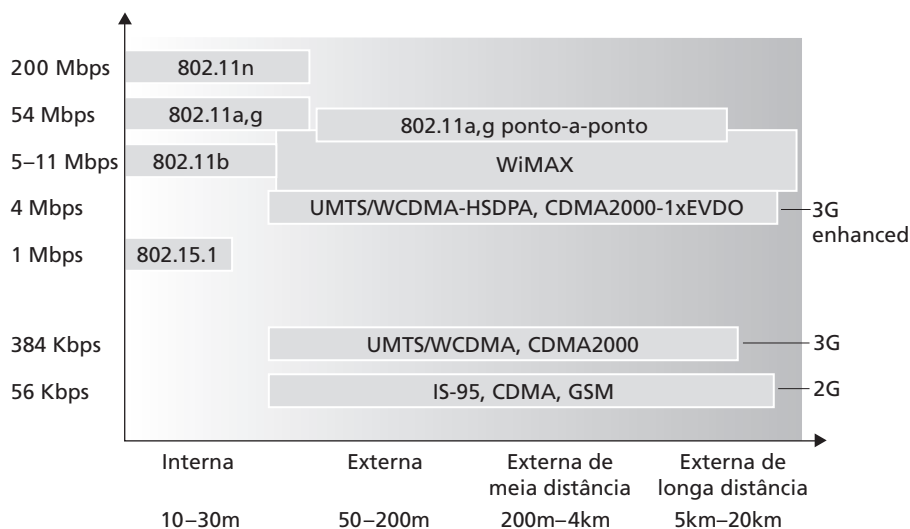 200 Mbps
802.11n
54 Mbps
802.11a,g
802.11a,g ponto-a-ponto
5–11 Mbps
802.11b
WiMAX
4 Mbps
UMTS/WCDMA-HSDPA, CDMA2000-1xEVDO
3G
enhanced
1 Mbps
802.15.1
384 Kbps
UMTS/WCDMA, CDMA2000
3G
56 Kbps
IS-95, CDMA, GSM
2G
Interna
Externa
Externa de
meia distância
Externa de
longa distância
10–30m
50–200m
200m–4km
5km–20km